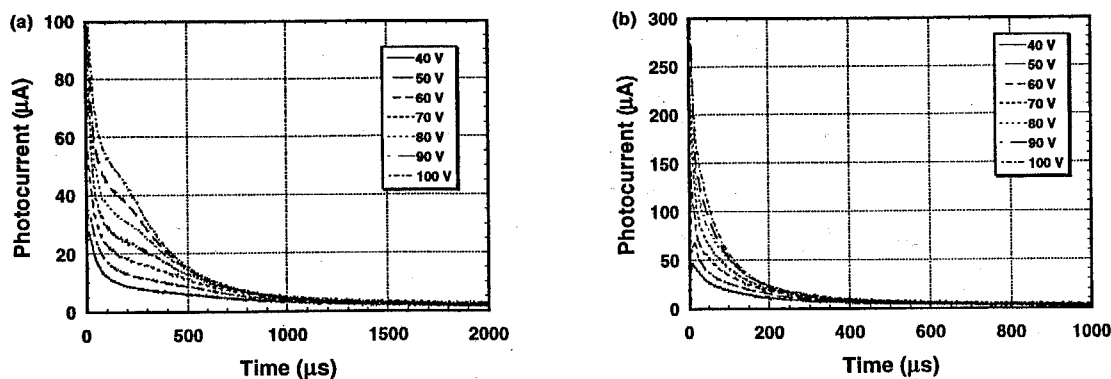 (a)
Photocurrent (μA)
100
80
60
40
20
0
0 500 1000 1500 2000
Time (μs)
40 V
50 V
60 V
70 V
80 V
90 V
100 V
(b)
Photocurrent (μA)
300
250
200
150
100
50
0
0 200 400 600 800 1000
Time (μs)
40 V
50 V
60 V
70 V
80 V
90 V
100 V